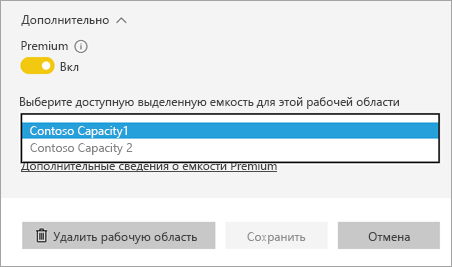 Дополнительно
Premium
Вкл
Выберите доступную выделенную емкость для этой рабочей области
Contoso Capacity1
Contoso Capacity 2
Дополнительные сведения о емкости Premium
Удалить рабочую область
Сохранить
Отмена